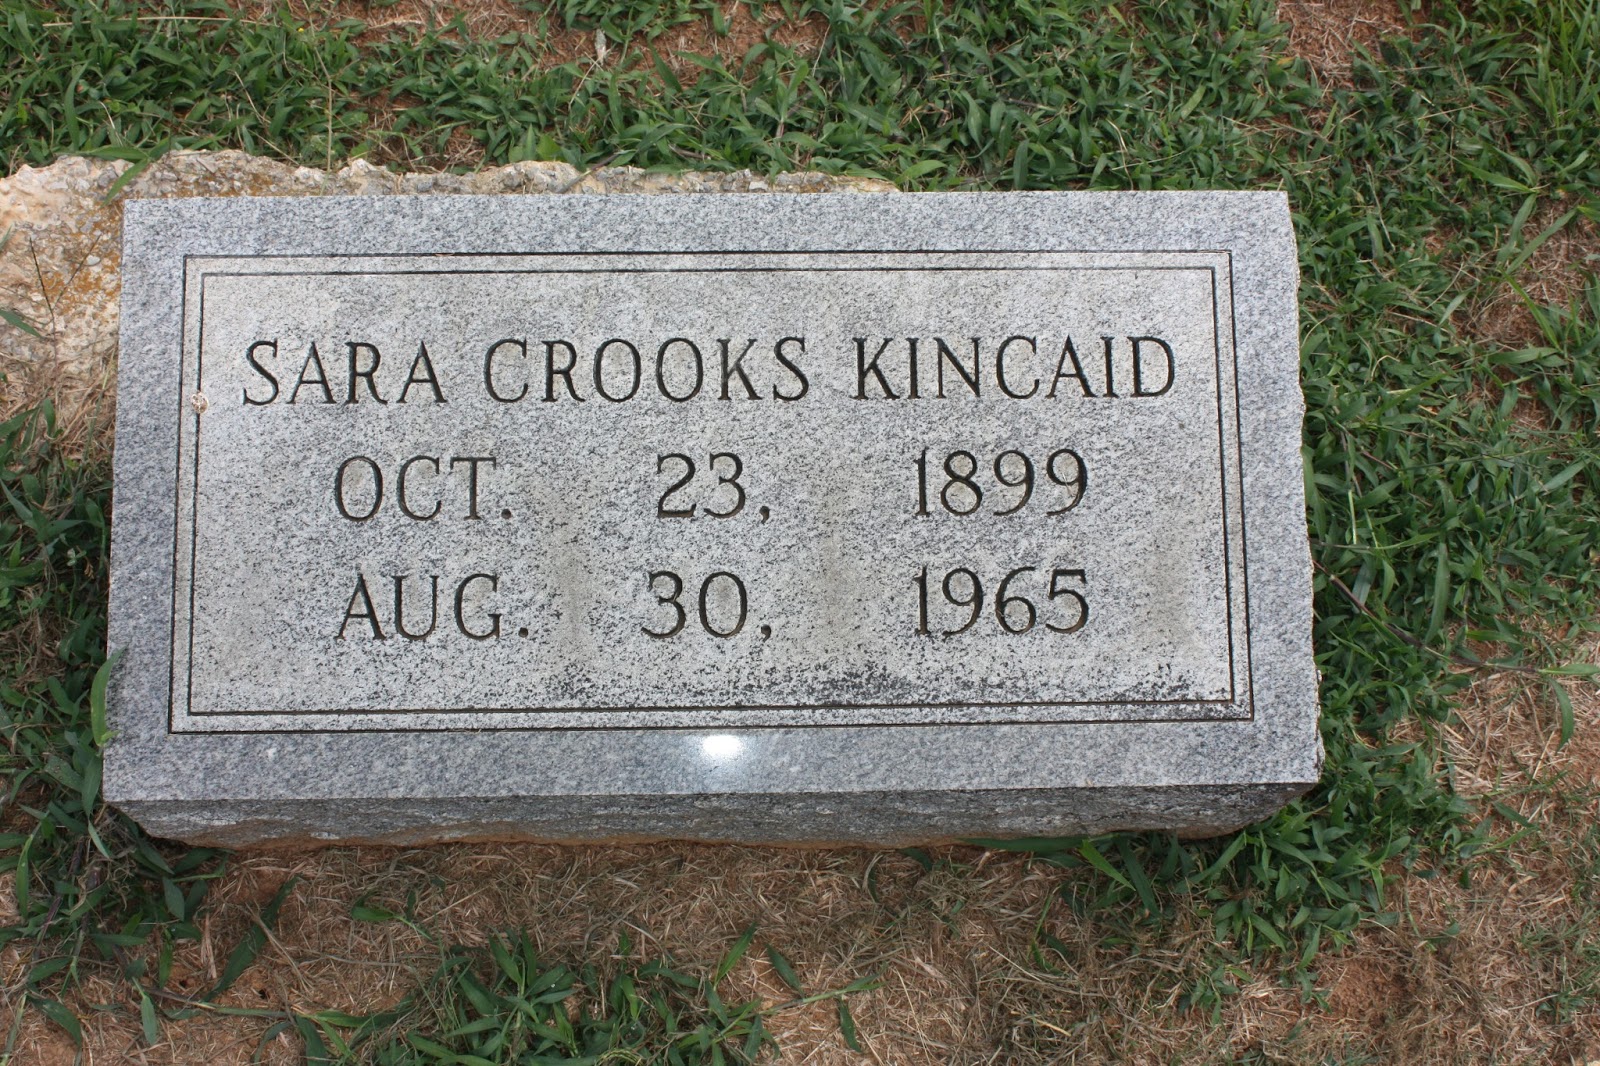 SARA CROOKS KINCAID
OCT. 23, 1899
AUG. 30, 1965